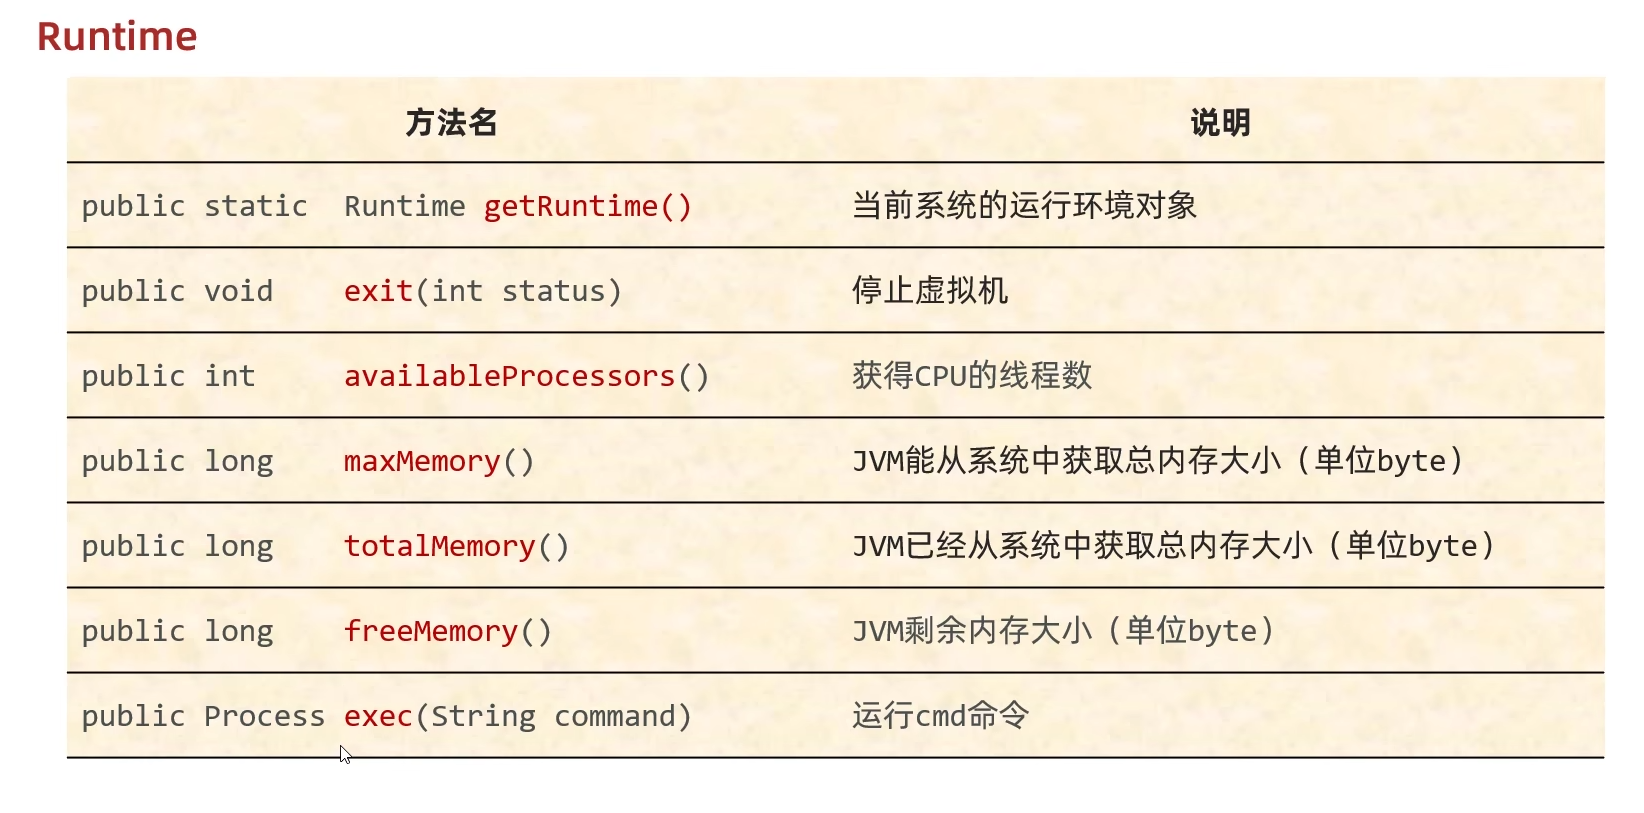 Runtime
方法名 说明
public static Runtime getRuntime() 当前系统的运行环境对象
public void exit(int status) 停止虚拟机
public int availableProcessors() 获得CPU的线程数
public long maxMemory() JVM能从系统中获取总内存大小（单位byte）
public long totalMemory() JVM已经从系统中获取总内存大小（单位byte）
public long freeMemory() JVM剩余内存大小（单位byte）
public Process exec(String command) 运行cmd命令